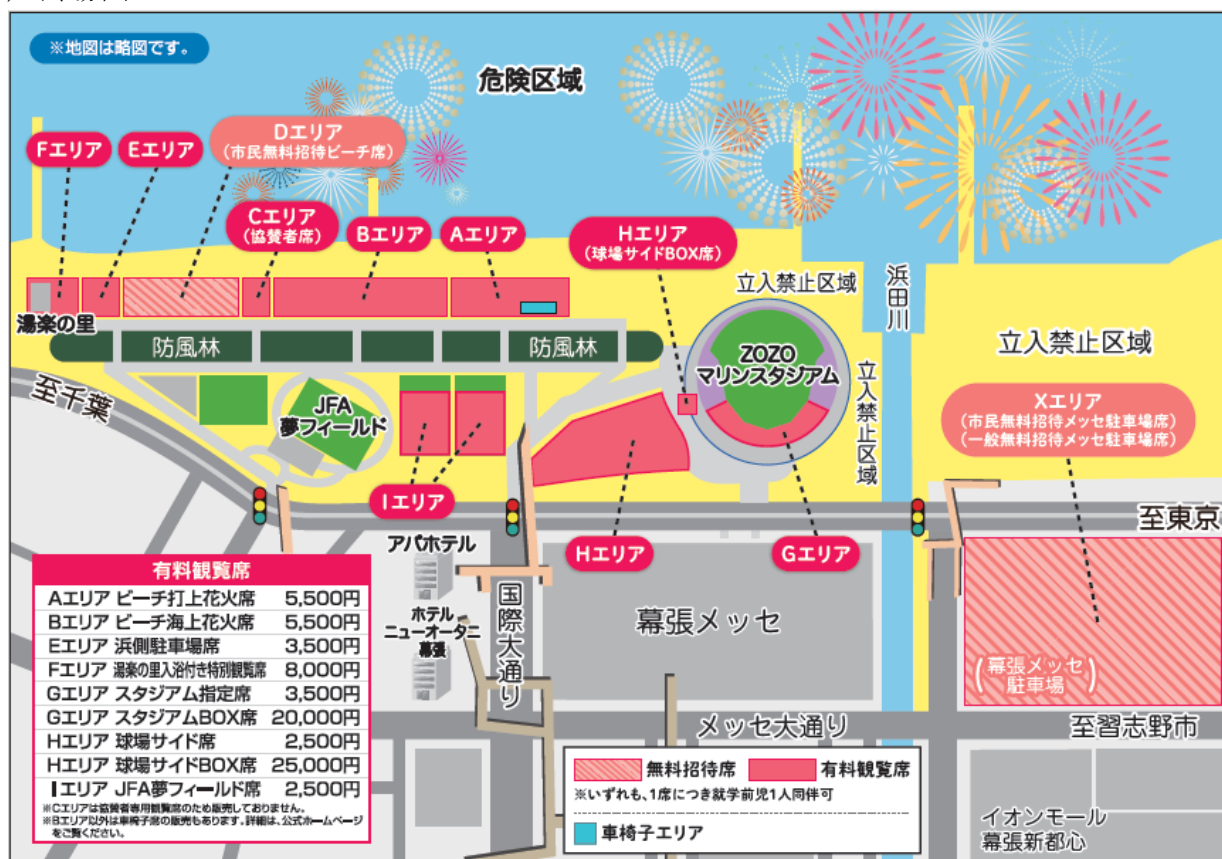 ※地図は略図です。
危険区域
Fエリア
Eエリア
Dエリア
(市民無料招待ビーチ席)
Cエリア
(協賛者席)
Bエリア
Aエリア
Hエリア
(球場サイドBOX席)
立入禁止区域
浜田川
立入禁止区域
湯楽の里
防風林
防風林
ZOZO
マリンスタジアム
立入禁止区域
Xエリア
(市民無料招待メッセ駐車場席)
(一般無料招待メッセ駐車場席)
至千葉
JFA
夢フィールド
Iエリア
Hエリア
Gエリア
至東京
アパホテル
ホテル
ニューオータニ
幕張
国際大通り
幕張メッセ
(幕張メッセ
駐車場)
メッセ大通り
至習志野市
イオンモール
幕張新都心
有料観覧席
Aエリア ビーチ打上花火席 5,500円
Bエリア ビーチ海上花火席 5,500円
Eエリア 浜側駐車場席 3,500円
Fエリア 湯楽の里入浴付き特別観覧席 8,000円
Gエリア スタジアム指定席 3,500円
Gエリア スタジアムBOX席 20,000円
Hエリア 球場サイド席 2,500円
Hエリア 球場サイドBOX席 25,000円
Iエリア JFA夢フィールド席 2,500円
※Cエリアは協賛者専用観覧席のため販売しておりません。
※Bエリア以外は車椅子席の販売もあります。詳細は、公式ホームページ
をご覧ください。
無料招待席 有料観覧席
※いずれも、1席につき就学前児1人同伴可
車椅子エリア